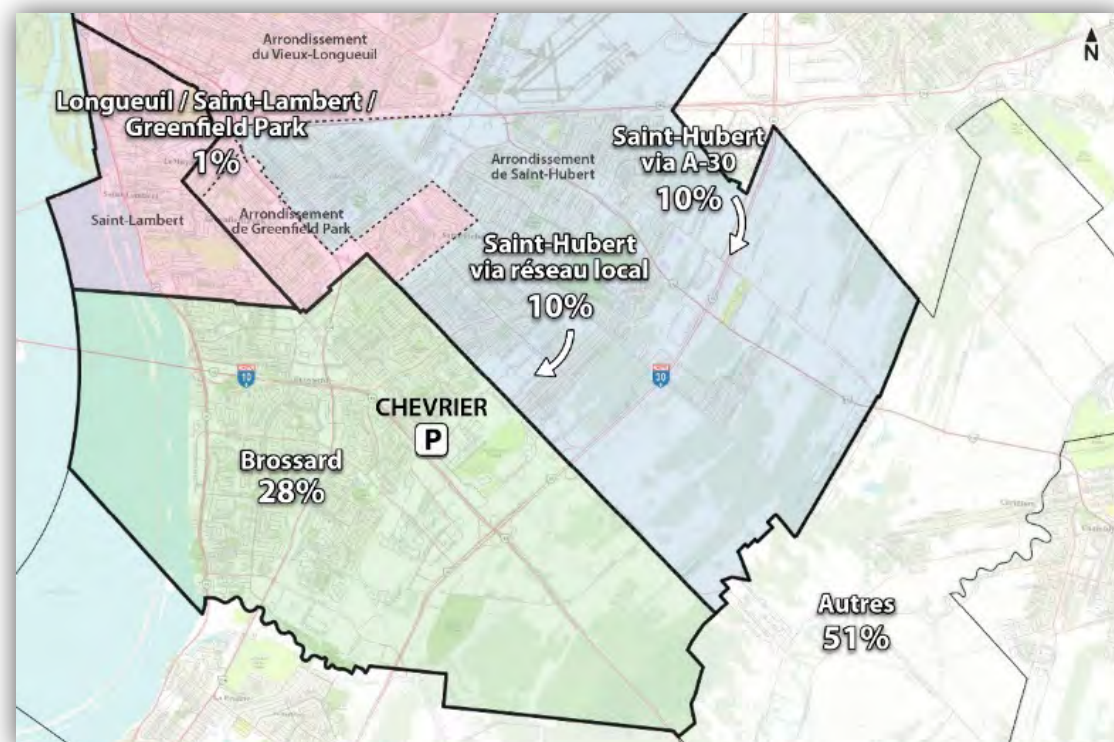 Arrondissement
du Vieux-Longueuil
N
Longueuil / Saint-Lambert /
Greenfield Park
1%
Saint-Hubert
via A-30
10%
Arrondissement
de Saint-Hubert
Saint-Lambert
Arrondissement
de Greenfield Park
Saint-Hubert
via réseau local
10%
10
30
CHEVRIER
P
Brossard
28%
Autres
51%